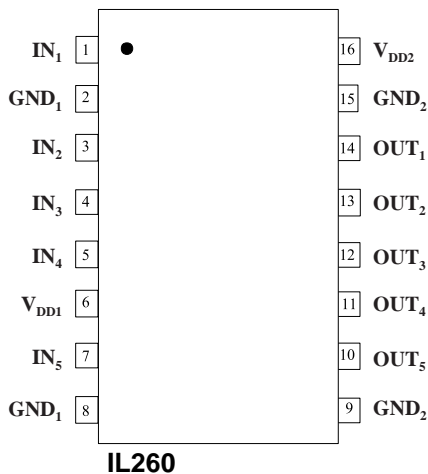 IN1 1 16 VDD2
GND1 2 15 GND2
IN2 3 14 OUT1
IN3 4 13 OUT2
IN4 5 12 OUT3
VDD1 6 11 OUT4
IN5 7 10 OUT5
GND1 8 9 GND2
IL260